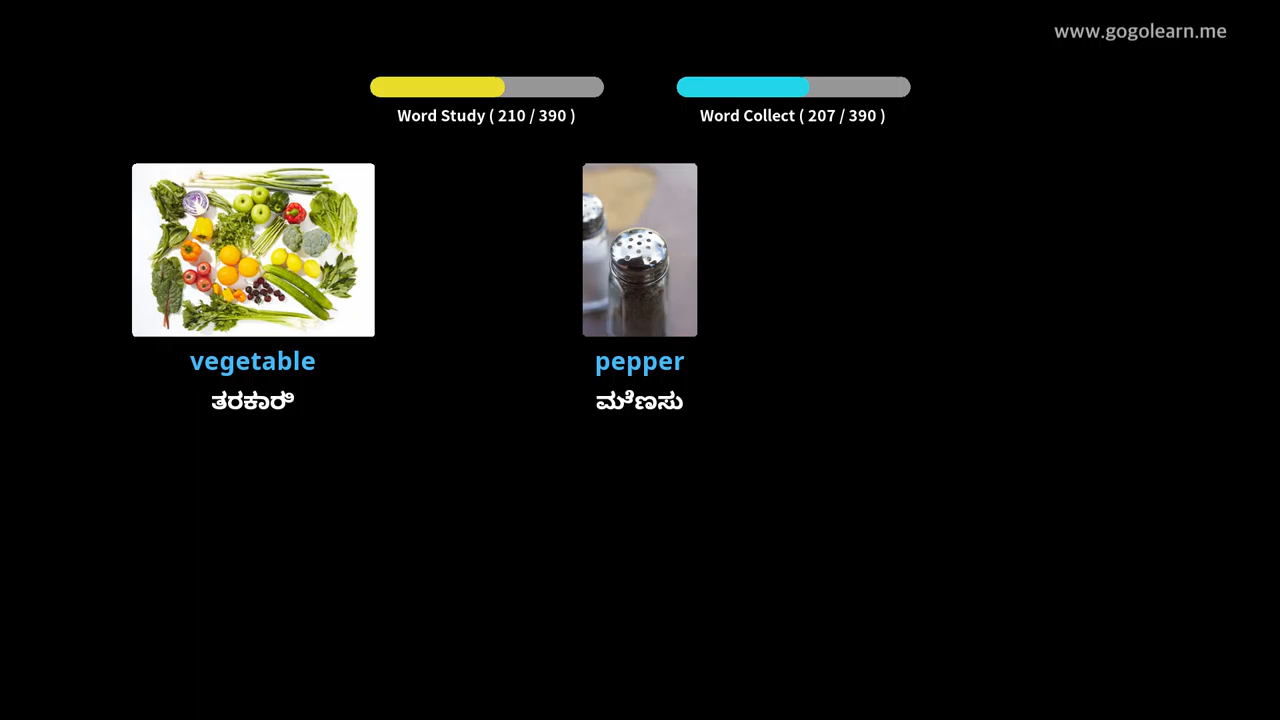 www.gogolearn.me
Word Study ( 210 / 390 )
Word Collect ( 207 / 390 )
vegetable
pepper
ತರಕಾರಿ
ಮೆಣಸು